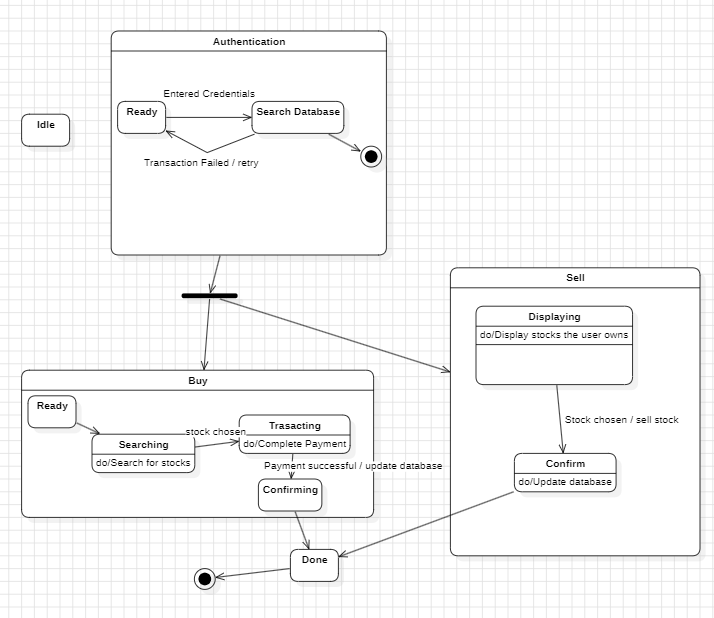 Authentication
Entered Credentials
Ready
Search Database
Idle
Transaction Failed / retry
Sell
Displaying
do/Display stocks the user owns
Buy
Ready
Stock chosen / sell stock
stock chosen
Trasacting
Searching
do/Complete Payment
do/Search for stocks
Payment successful / update database
Confirm
do/Update database
Confirming
Done